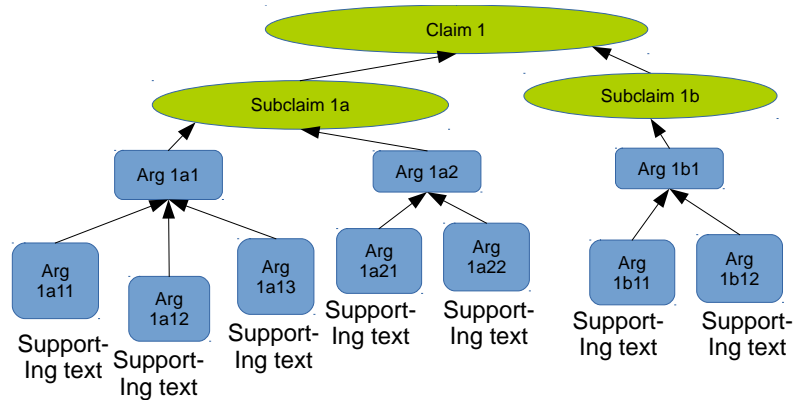 Claim 1
Subclaim 1a
Subclaim 1b
Arg 1a1
Arg 1a2
Arg 1b1
Arg
1a11
Arg
1a12
Arg
1a13
Arg
1a21
Arg
1a22
Arg
1b11
Arg
1b12
Support-
Ing text
Support-
Ing text
Support-
Ing text
Support-
Ing text
Support-
Ing text
Support-
Ing text
Support-
Ing text